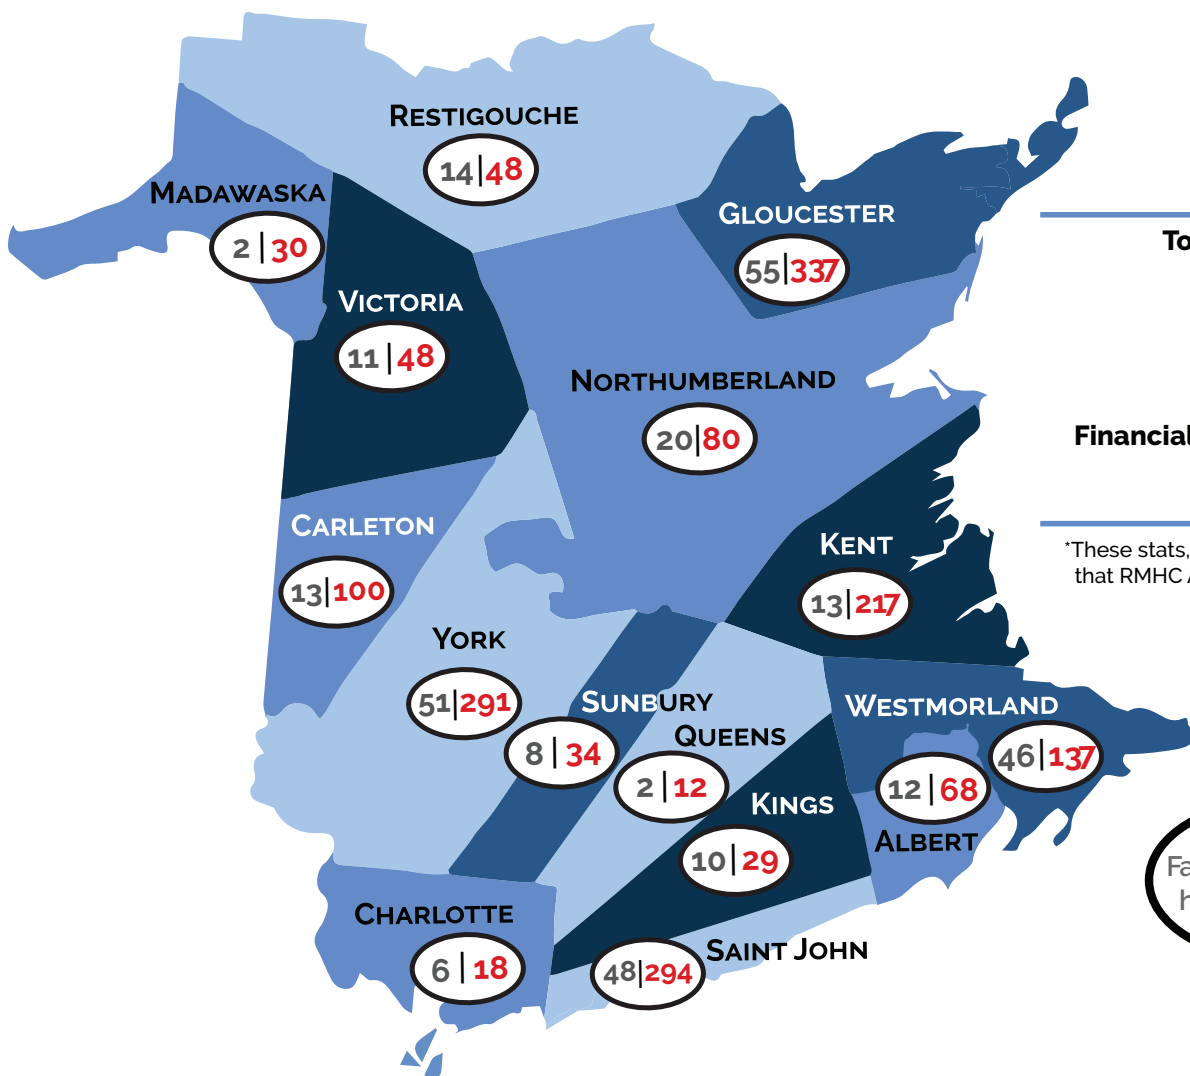 RESTIGOUCHE
14|48
MADAWASKA
2|30
GLOUCESTER
55|337
VICTORIA
11|48
NORTHUMBERLAND
20|80
CARLETON
13|100
KENT
13|217
YORK
51|291
SUNBURY
8|34
QUEENS
2|12
WESTMORLAND
46|137
12|68
ALBERT
KINGS
10|29
CHARLOTTE
6|18
SAINT JOHN
48|294
To
Financial
*These stats,
that RMHC A
Fa
h